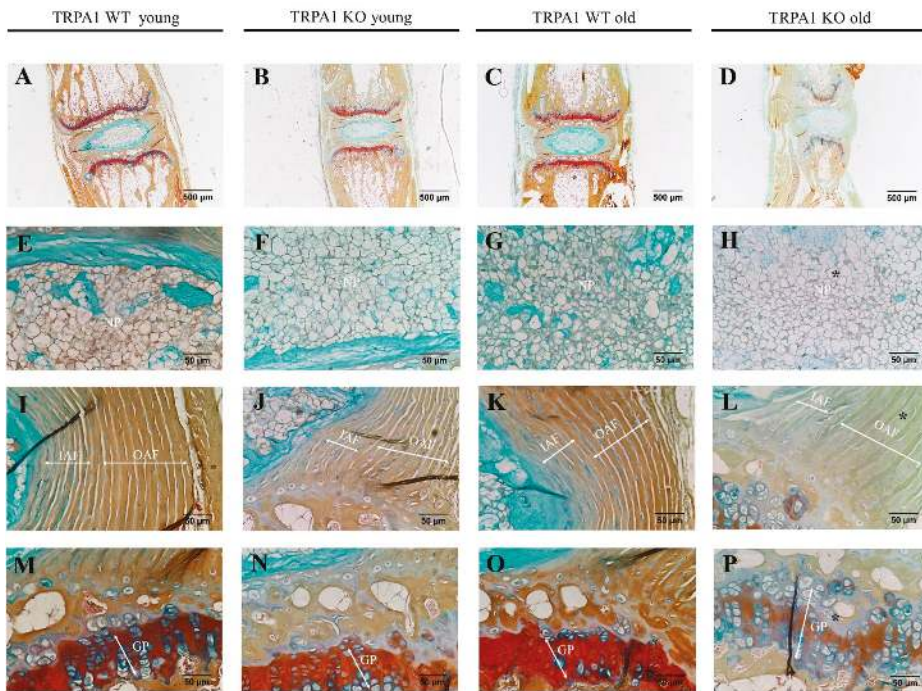 TRPA1 WT young
TRPA1 KO young
TRPA1 WT old
TRPA1 KO old
A
500 µm
B
500 µm
C
500 µm
D
500 µm
E
NP
50 µm
F
NP
50 µm
G
NP
50 µm
H
*
NP
50 µm
I
IAF
OAF
50 µm
J
IAF
OAF
50 µm
K
IAF
OAF
50 µm
L
IAF
*
OAF
50 µm
M
GP
50 µm
N
GP
50 µm
O
GP
50 µm
P
GP
*
50 µm